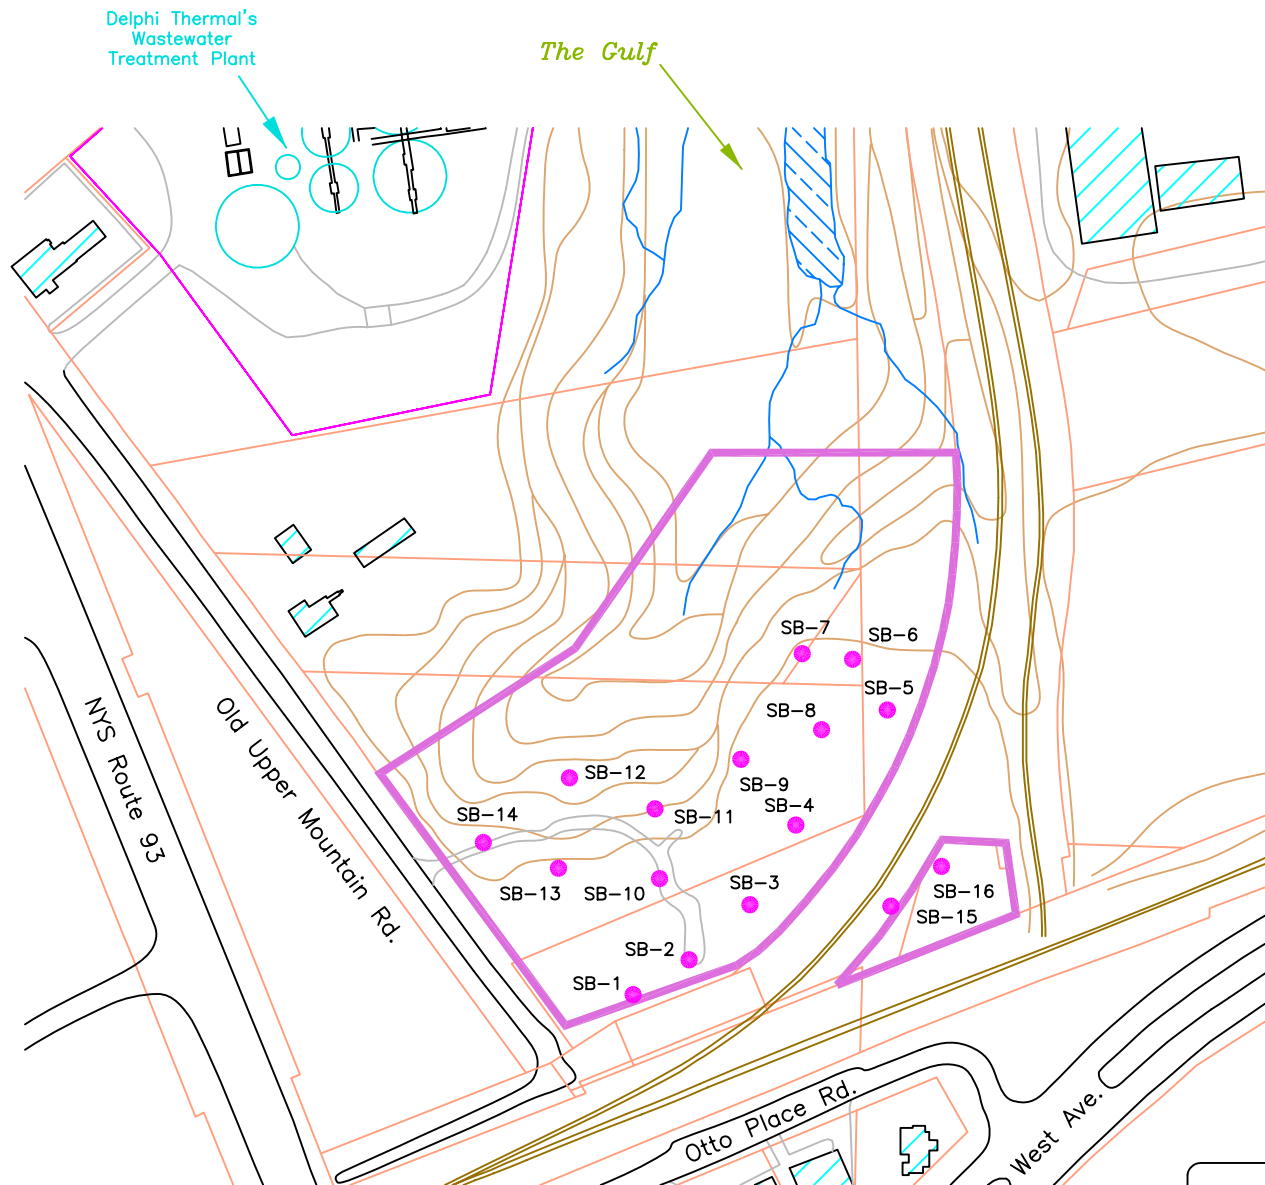 Delphi Thermal's
Wastewater
Treatment Plant
The Gulf
SB-7
SB-6
SB-5
SB-8
SB-9
SB-12
SB-4
SB-11
SB-14
SB-13
SB-10
SB-3
SB-16
SB-15
SB-2
SB-1
NYS Route 93
Old Upper Mountain Rd.
Otto Place Rd.
West Ave.